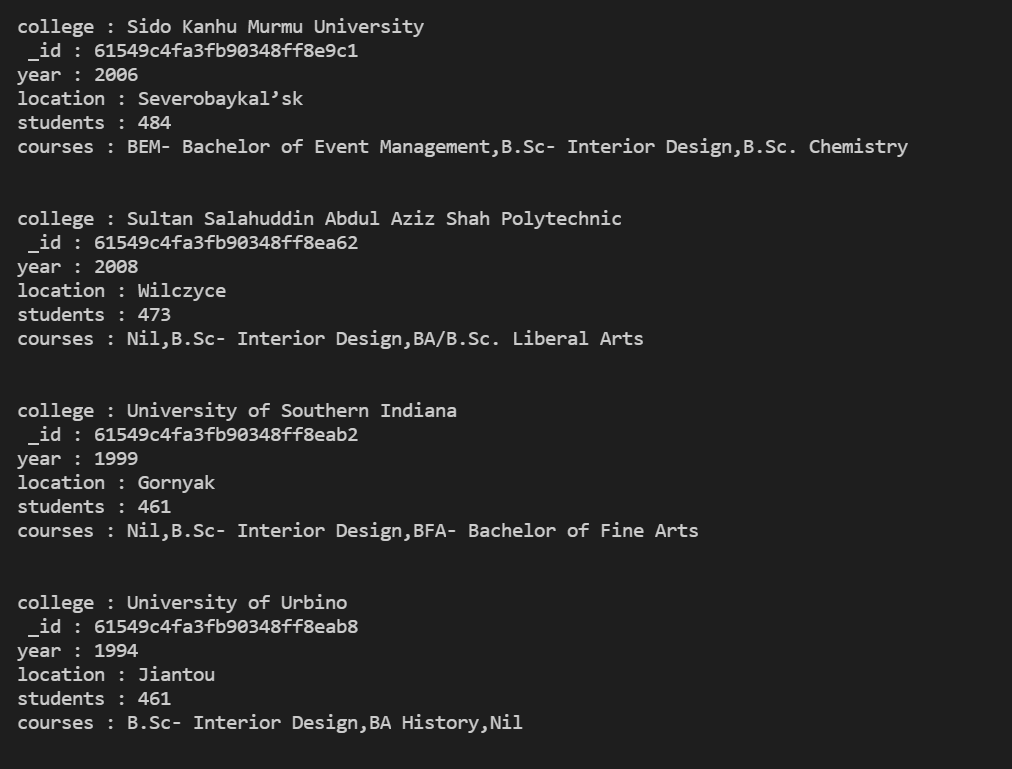 college : Sido Kanhu Murmu University
_id : 61549c4fa3fb90348ff8e9c1
year : 2006
location : Severobaykal’sk
students : 484
courses : BEM- Bachelor of Event Management,B.Sc- Interior Design,B.Sc. Chemistry
college : Sultan Salahuddin Abdul Aziz Shah Polytechnic
_id : 61549c4fa3fb90348ff8ea62
year : 2008
location : Wilczyce
students : 473
courses : Nil,B.Sc- Interior Design,BA/B.Sc. Liberal Arts
college : University of Southern Indiana
_id : 61549c4fa3fb90348ff8eab2
year : 1999
location : Gornyak
students : 461
courses : Nil,B.Sc- Interior Design,BFA- Bachelor of Fine Arts
college : University of Urbino
_id : 61549c4fa3fb90348ff8eab8
year : 1994
location : Jiantou
students : 461
courses : B.Sc- Interior Design,BA History,Nil